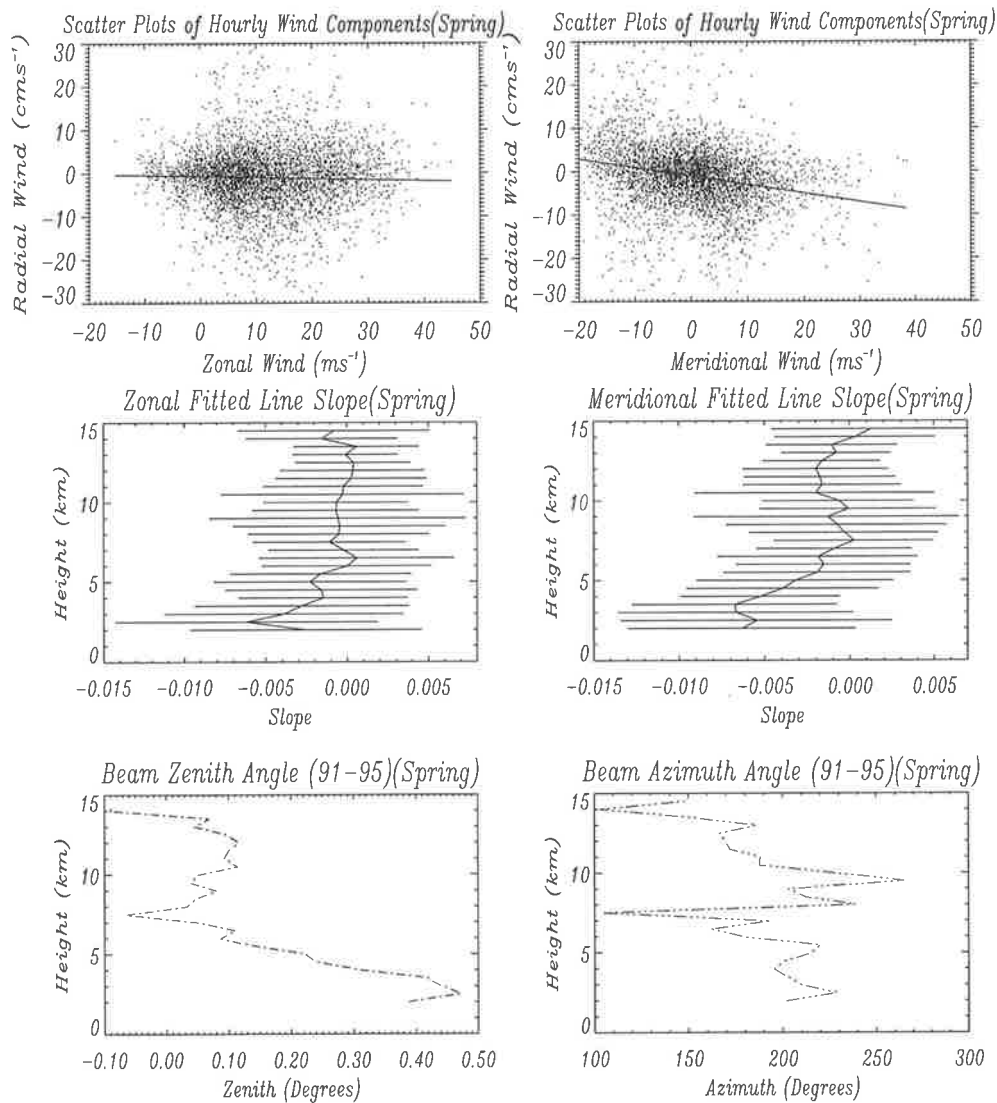 Scatter Plots of Hourly Wind Components(Spring)
Scatter Plots of Hourly Wind Components(Spring)
Radial Wind (cms⁻¹)
30
20
10
0
-10
-20
-30
-20 -10 0 10 20 30 40 50
Zonal Wind (ms⁻¹)
Radial Wind (cms⁻¹)
30
20
10
0
-10
-20
-30
-20 -10 0 10 20 30 40 50
Meridional Wind (ms⁻¹)
Zonal Fitted Line Slope(Spring)
Height (km)
15
10
5
0
-0.015 -0.010 -0.005 0.000 0.005
Slope
Meridional Fitted Line Slope(Spring)
Height (km)
15
10
5
0
-0.015 -0.010 -0.005 0.000 0.005
Slope
Beam Zenith Angle (91-95)(Spring)
Height (km)
15
10
5
0
-0.10 0.00 0.10 0.20 0.30 0.40 0.50
Zenith (Degrees)
Beam Azimuth Angle (91-95)(Spring)
Height (km)
15
10
5
0
100 150 200 250 300
Azimuth (Degrees)